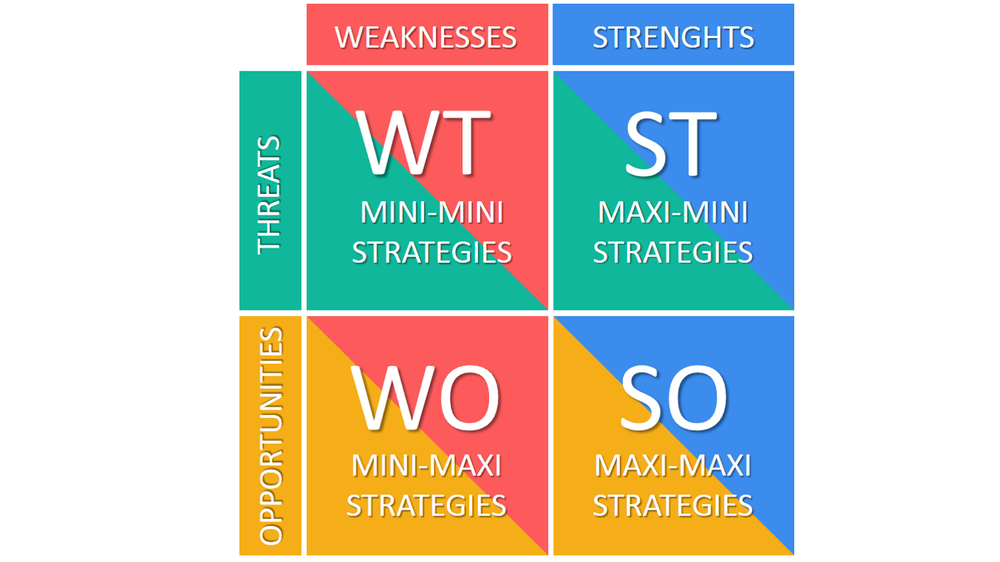 WEAKNESSES
STRENGHTS
THREATS
WT
MINI-MINI
STRATEGIES
ST
MAXI-MINI
STRATEGIES
OPPORTUNITIES
WO
MINI-MAXI
STRATEGIES
SO
MAXI-MAXI
STRATEGIES